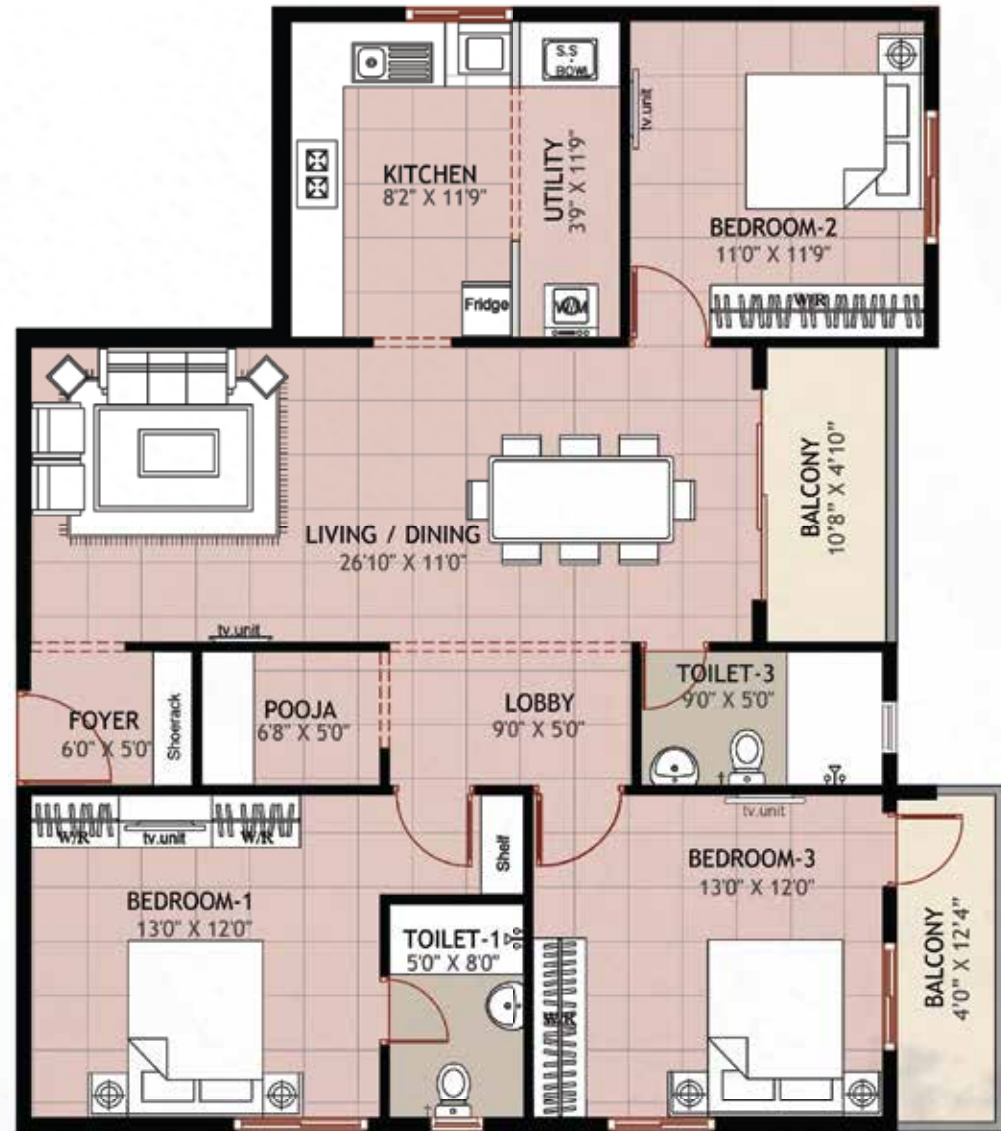 S.S
BOWL
tv.unit
KITCHEN
8'2" X 11'9"
UTILITY
3'9" X 11'9"
BEDROOM-2
11'0" X 11'9"
W/R
Fridge
W/M
BALCONY
10'8" X 4'10"
LIVING / DINING
26'10" X 11'0"
tv.unit
FOYER
6'0" X 5'0"
Shoerack
POOJA
6'8" X 5'0"
LOBBY
9'0" X 5'0"
TOILET-3
9'0" X 5'0"
W/R
tv.unit
W/R
Shelf
tv.unit
BEDROOM-1
13'0" X 12'0"
BEDROOM-3
13'0" X 12'0"
TOILET-1
5'0" X 8'0"
BALCONY
4'0" X 12'4"
W/R